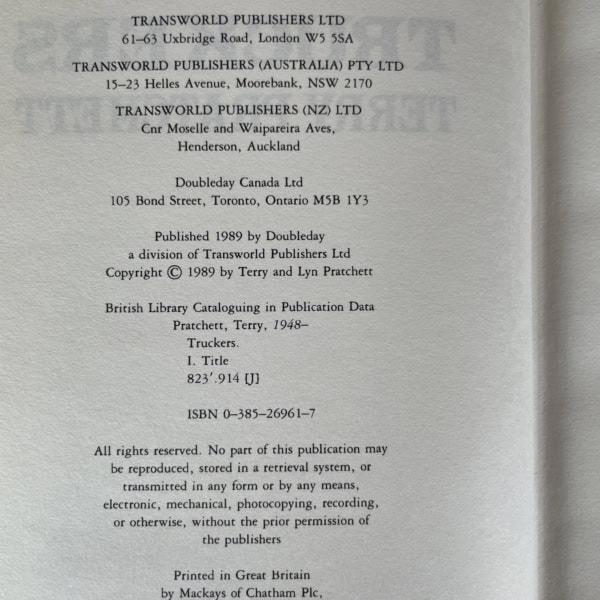 TRANSWORLD PUBLISHERS LTD
61–63 Uxbridge Road, London W5 5SA
TRANSWORLD PUBLISHERS (AUSTRALIA) PTY LTD
15–23 Helles Avenue, Moorebank, NSW 2170
TRANSWORLD PUBLISHERS (NZ) LTD
Cnr Moselle and Waipareira Aves,
Henderson, Auckland
Doubleday Canada Ltd
105 Bond Street, Toronto, Ontario M5B 1Y3
Published 1989 by Doubleday
a division of Transworld Publishers Ltd
Copyright © 1989 by Terry and Lyn Pratchett
British Library Cataloguing in Publication Data
Pratchett, Terry, 1948–
Truckers.
I. Title
823′.914 [J]
ISBN 0–385–26961–7
All rights reserved. No part of this publication may
be reproduced, stored in a retrieval system, or
transmitted in any form or by any means,
electronic, mechanical, photocopying, recording,
or otherwise, without the prior permission of
the publishers
Printed in Great Britain
by Mackays of Chatham Plc,